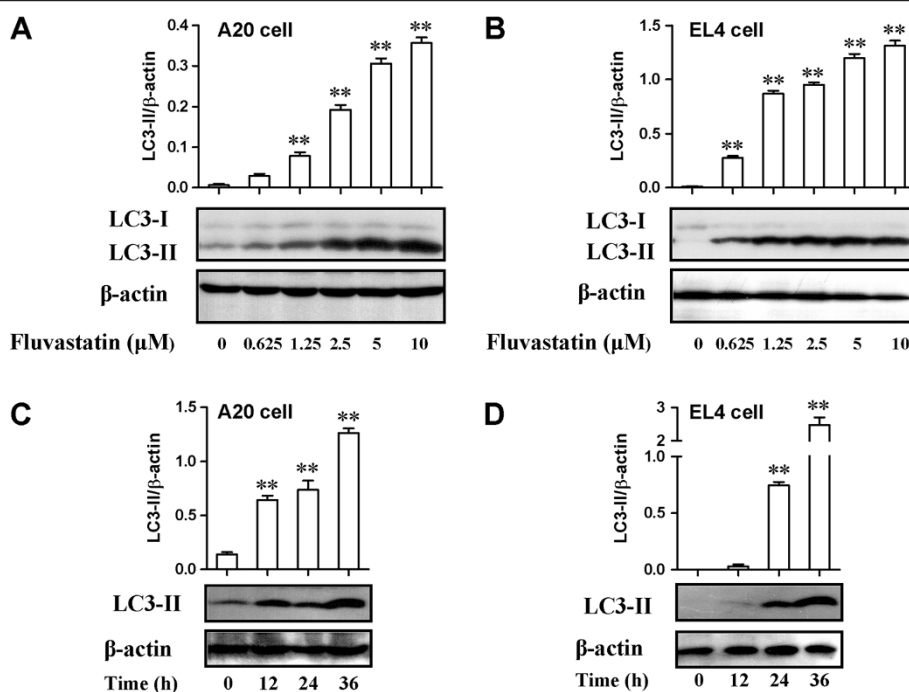 A
A20 cell
LC3-II/β-actin
0.4
0.3
0.2
0.1
0.0
** ** ** **
LC3-I
LC3-II
β-actin
Fluvastatin (μM) 0 0.625 1.25 2.5 5 10
B
EL4 cell
LC3-II/β-actin
1.5
1.0
0.5
0.0
** ** ** ** **
LC3-I
LC3-II
β-actin
Fluvastatin (μM) 0 0.625 1.25 2.5 5 10
C
A20 cell
LC3-II/β-actin
1.5
1.0
0.5
0.0
** ** **
LC3-II
β-actin
Time (h) 0 12 24 36
D
EL4 cell
LC3-II/β-actin
3
2
1.0
0.5
0.0
** **
LC3-II
β-actin
Time (h) 0 12 24 36